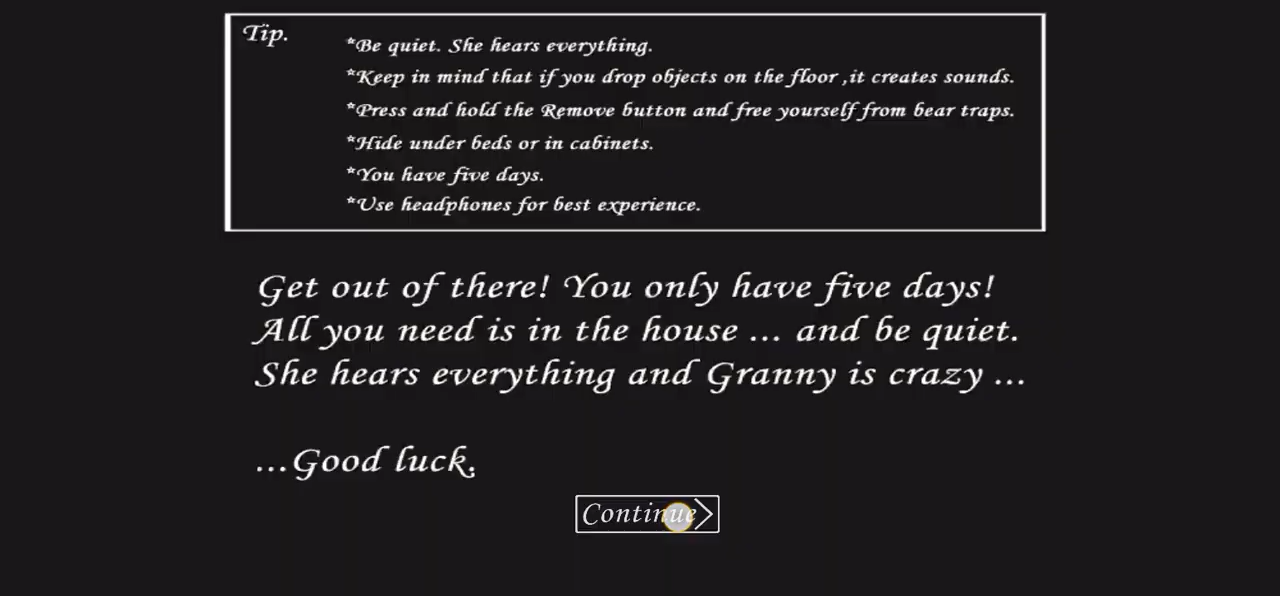 Tip.
*Be quiet. She hears everything.
*Keep in mind that if you drop objects on the floor ,it creates sounds.
*Press and hold the Remove button and free yourself from bear traps.
*Hide under beds or in cabinets.
*You have five days.
*Use headphones for best experience.
Get out of there! You only have five days!
All you need is in the house ... and be quiet.
She hears everything and Granny is crazy ...
...Good luck.
Continue